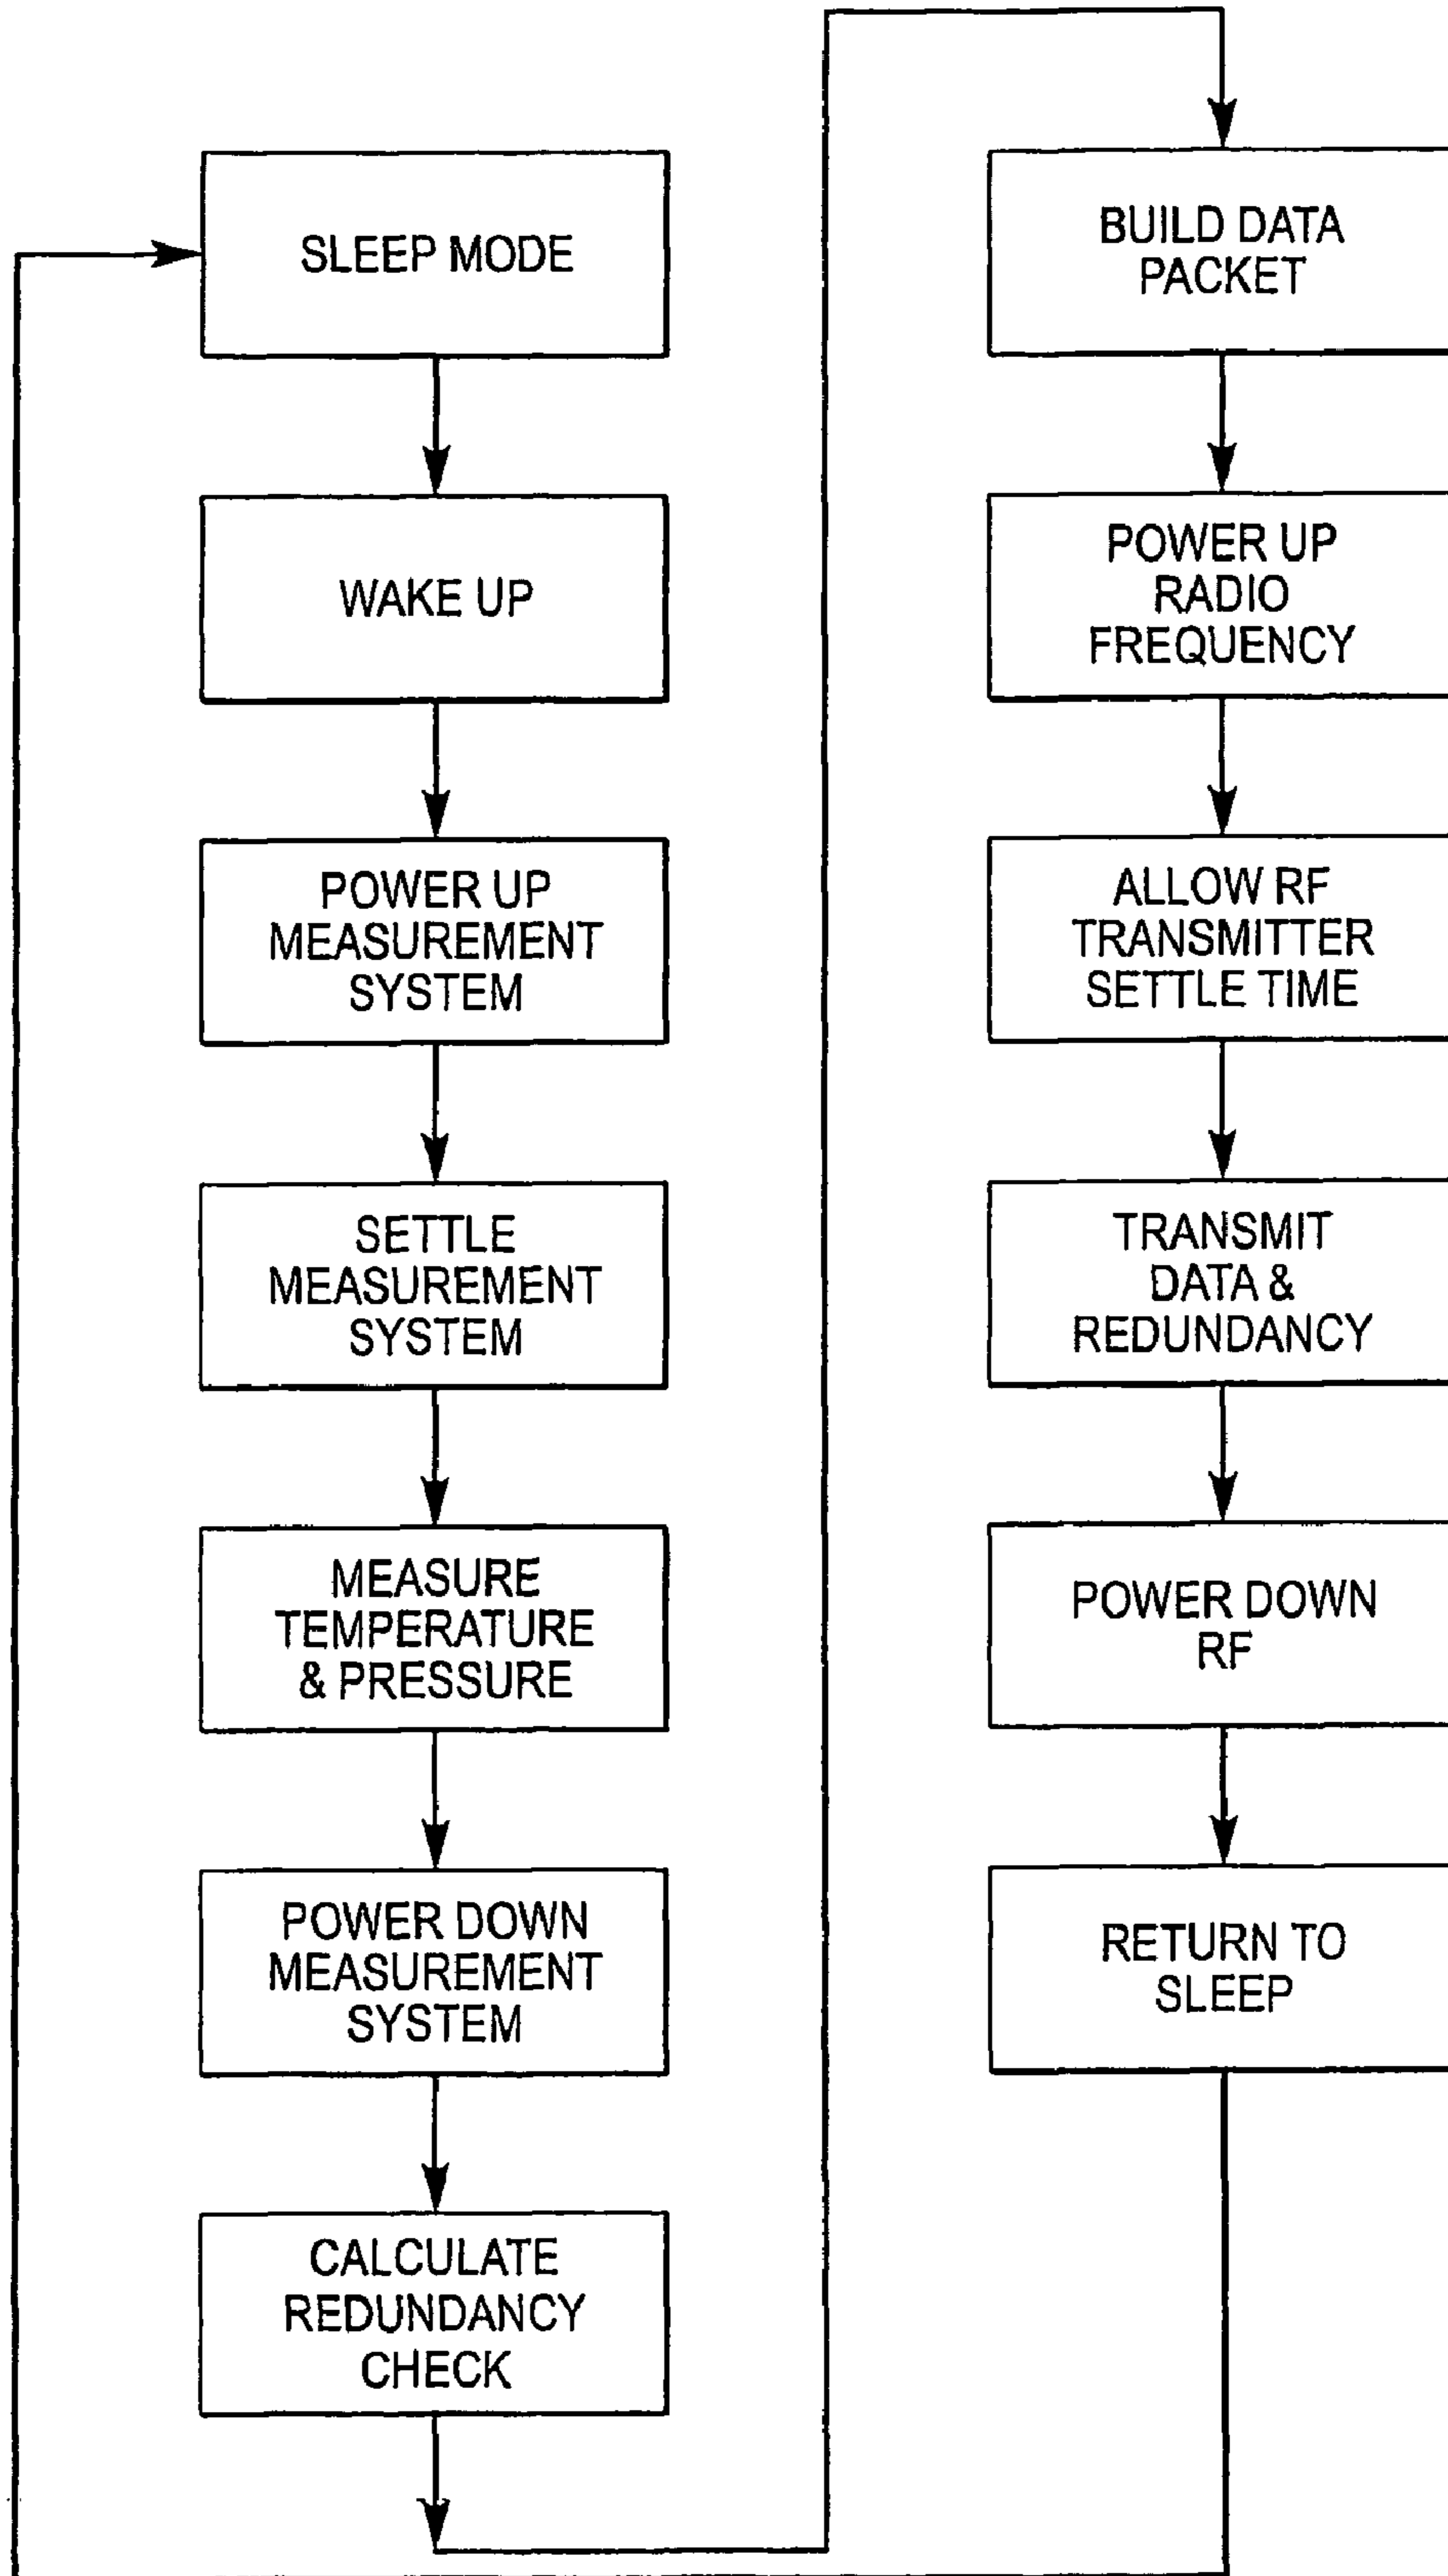 SLEEP MODE
WAKE UP
POWER UP
MEASUREMENT
SYSTEM
SETTLE
MEASUREMENT
SYSTEM
MEASURE
TEMPERATURE
& PRESSURE
POWER DOWN
MEASUREMENT
SYSTEM
CALCULATE
REDUNDANCY
CHECK
BUILD DATA
PACKET
POWER UP
RADIO
FREQUENCY
ALLOW RF
TRANSMITTER
SETTLE TIME
TRANSMIT
DATA &
REDUNDANCY
POWER DOWN
RF
RETURN TO
SLEEP